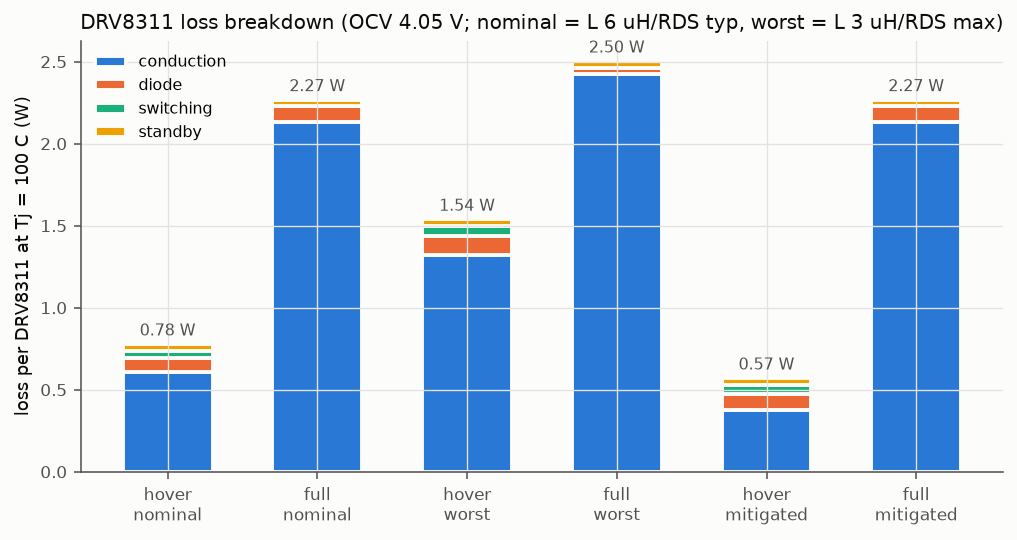 DRV8311 loss breakdown (OCV 4.05 V; nominal = L 6 uH/RDS typ, worst = L 3 uH/RDS max)
loss per DRV8311 at Tj = 100 C (W)
2.5
2.0
1.5
1.0
0.5
0.0
conduction
diode
switching
standby
0.78 W
2.27 W
1.54 W
2.50 W
0.57 W
2.27 W
hover
nominal
full
nominal
hover
worst
full
worst
hover
mitigated
full
mitigated